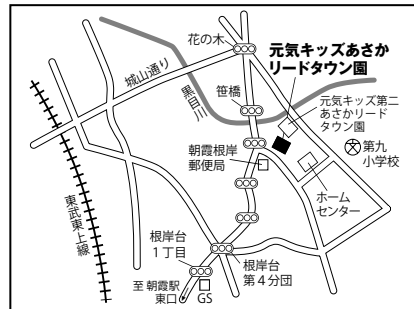 花の木
元気キッズあさか
リードタウン園
城山通り
黒目川
笹橋
元気キッズ第二
あさかリード
タウン園
第九
小学校
朝霞根岸
郵便局
ホーム
センター
東武東上線
根岸台
1丁目
根岸台
第4分団
至 朝霞駅
東口
GS